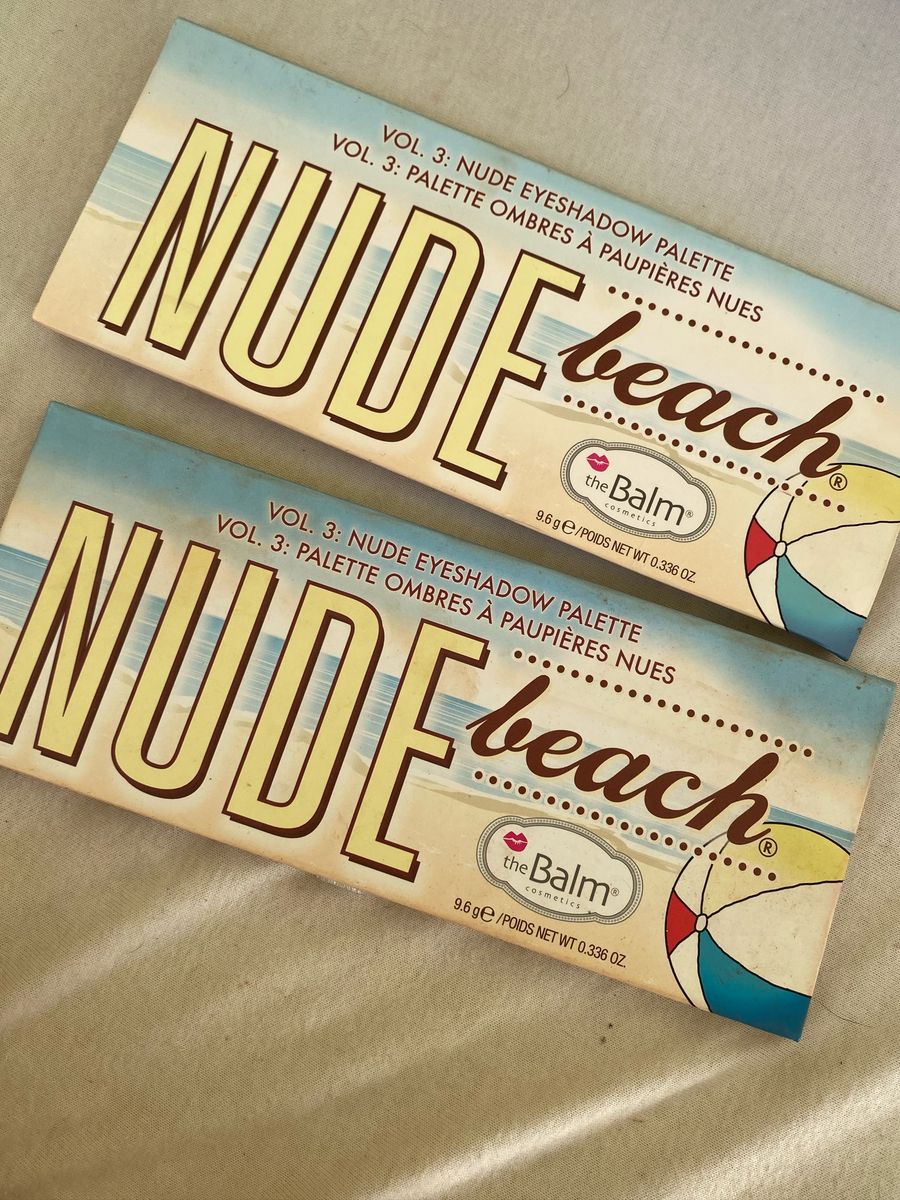 VOL. 3: NUDE EYESHADOW PALETTE
VOL. 3: PALETTE OMBRES À PAUPIÈRES NUES
NUDE
beach®
theBalm®
cosmetics
9.6 g℮ /POIDS NET WT 0.336 OZ.
VOL. 3: NUDE EYESHADOW PALETTE
VOL. 3: PALETTE OMBRES À PAUPIÈRES NUES
NUDE
beach®
theBalm®
cosmetics
9.6 g℮ /POIDS NET WT 0.336 OZ.